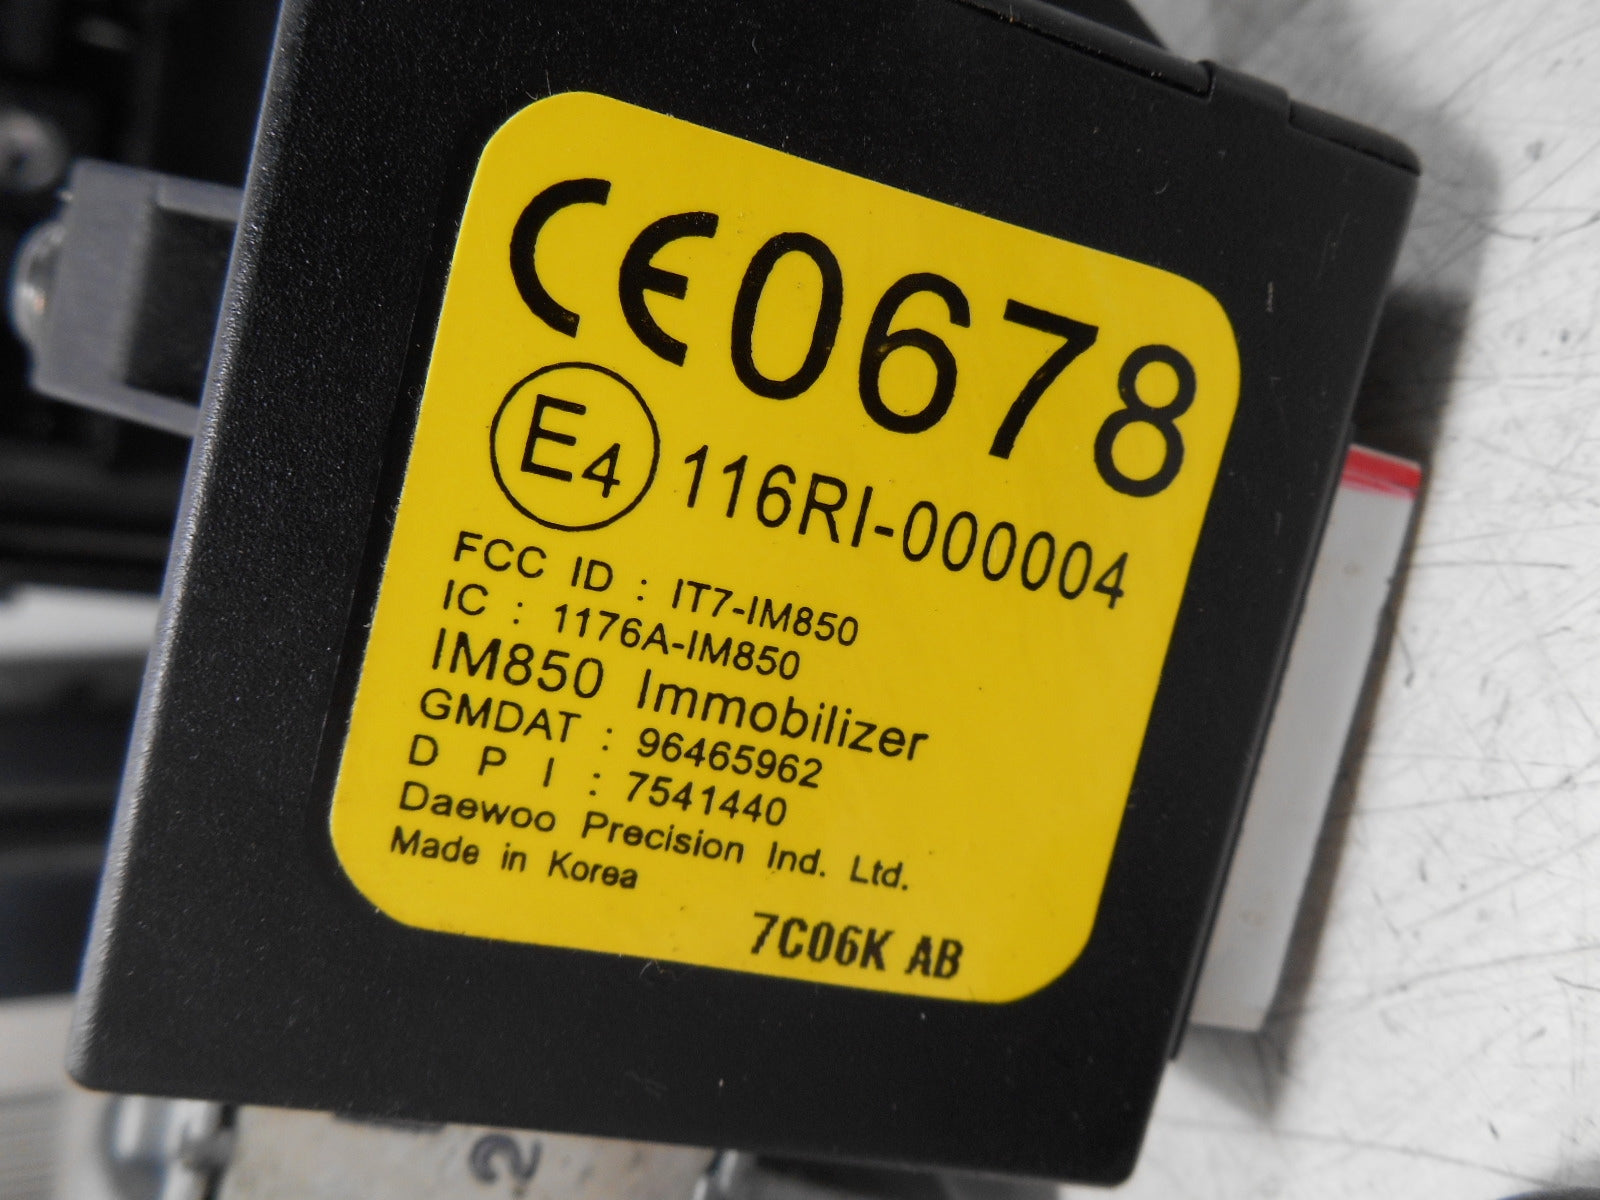 CE0678
E4 116RI-000004
FCC ID : IT7-IM850
IC : 1176A-IM850
IM850 Immobilizer
GMDAT : 96465962
D P I : 7541440
Daewoo Precision Ind. Ltd.
Made in Korea
7C06K AB
2